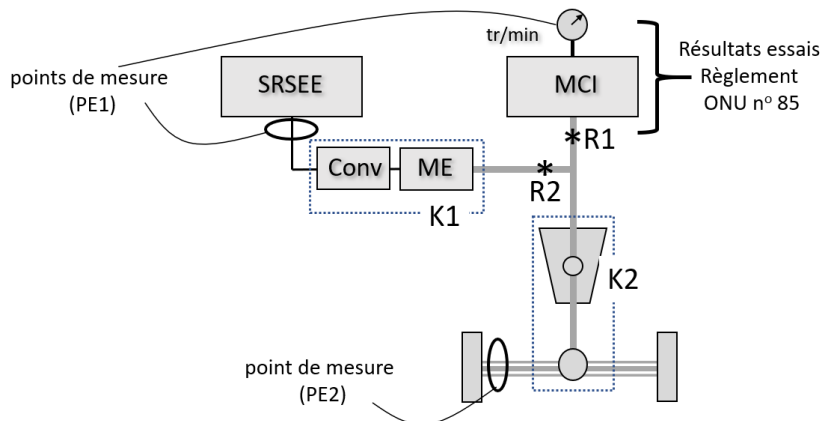 tr/min
points de mesure
(PE1)
SRSEE
MCI
Résultats essais
Règlement
ONU nº 85
*R1
Conv
ME
*
R2
K1
K2
point de mesure
(PE2)